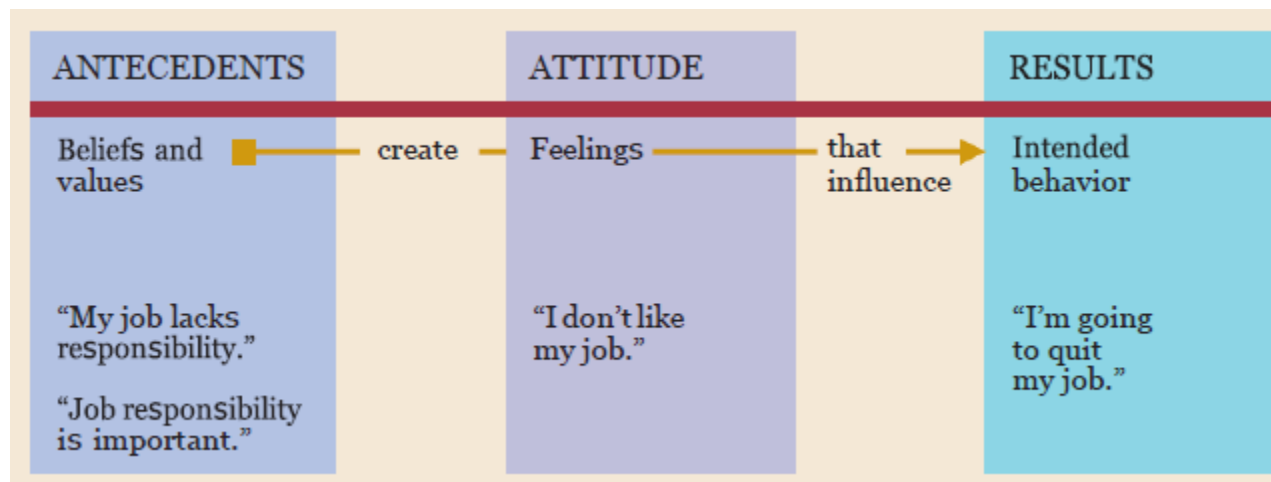 ANTECEDENTS
ATTITUDE
RESULTS
Beliefs and
values
create
Feelings
that
influence
Intended
behavior
“My job lacks
responsibility.”
“Job responsibility
is important.”
“I don’t like
my job.”
“I’m going
to quit
my job.”